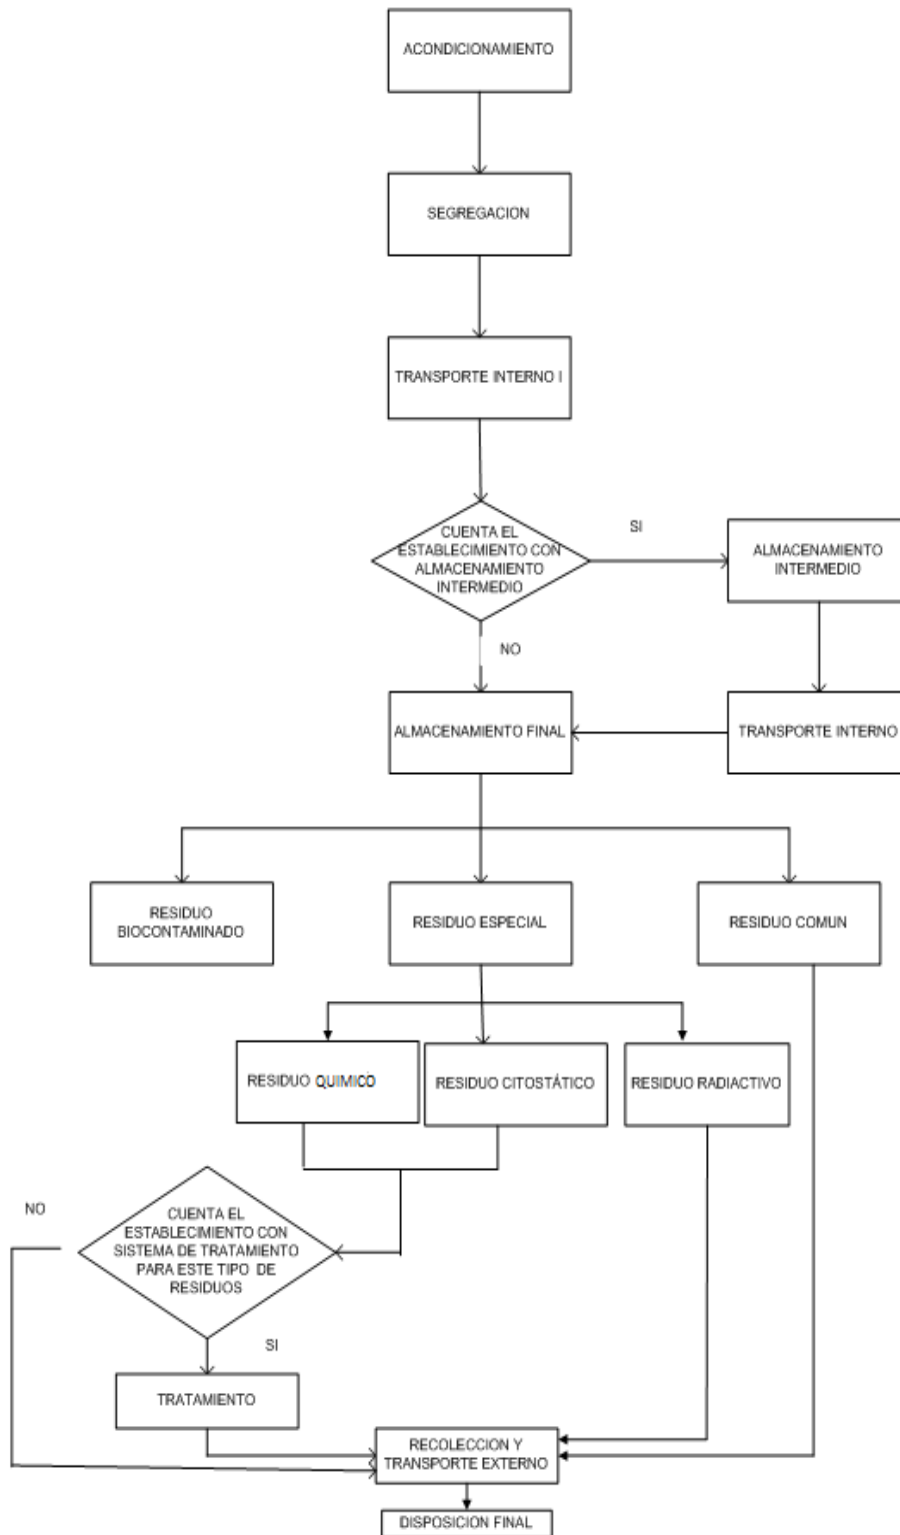 ACONDICIONAMIENTO
SEGREGACION
TRANSPORTE INTERNO I
CUENTA EL
ESTABLECIMIENTO CON
ALMACENAMIENTO
INTERMEDIO
SI
ALMACENAMIENTO
INTERMEDIO
NO
ALMACENAMIENTO FINAL
TRANSPORTE INTERNO
RESIDUO
BIOCONTAMINADO
RESIDUO ESPECIAL
RESIDUO COMUN
RESIDUO QUIMICO
RESIDUO CITOSTÁTICO
RESIDUO RADIACTIVO
NO
CUENTA EL
ESTABLECIMIENTO CON
SISTEMA DE TRATAMIENTO
PARA ESTE TIPO DE
RESIDUOS
SI
TRATAMIENTO
RECOLECCION Y
TRANSPORTE EXTERNO
DISPOSICION FINAL